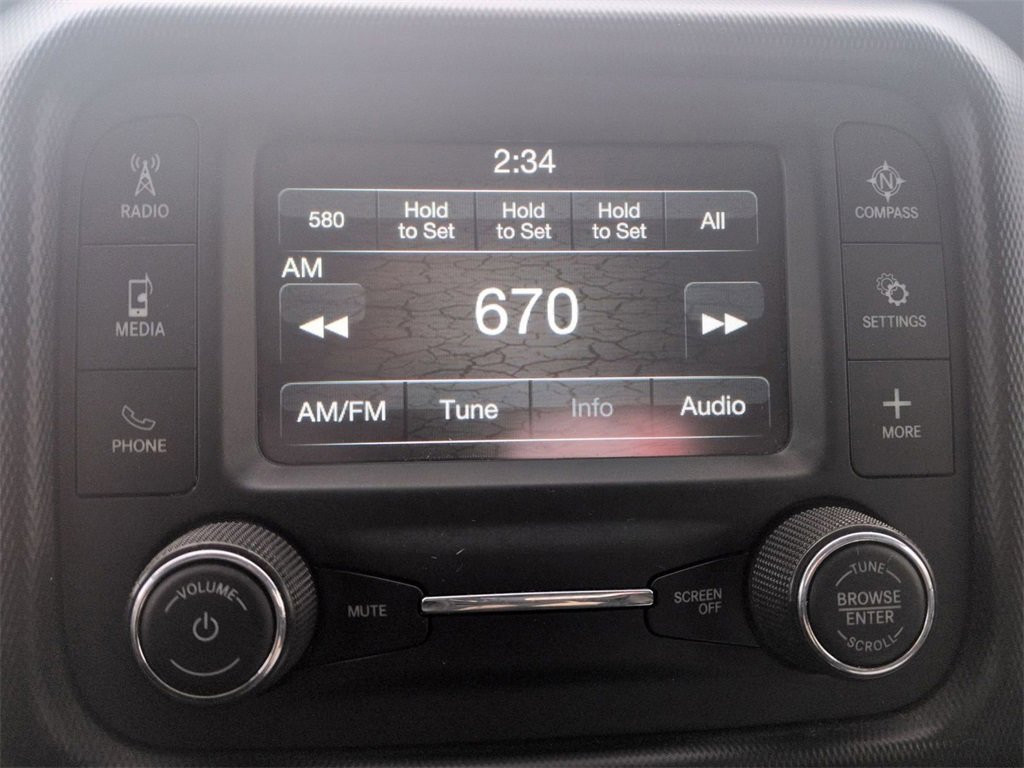 2:34
580
Hold
to Set
Hold
to Set
Hold
to Set
All
AM
670
AM/FM
Tune
Info
Audio
RADIO
MEDIA
PHONE
N
COMPASS
SETTINGS
MORE
VOLUME
MUTE
SCREEN
OFF
TUNE
BROWSE
ENTER
SCROLL